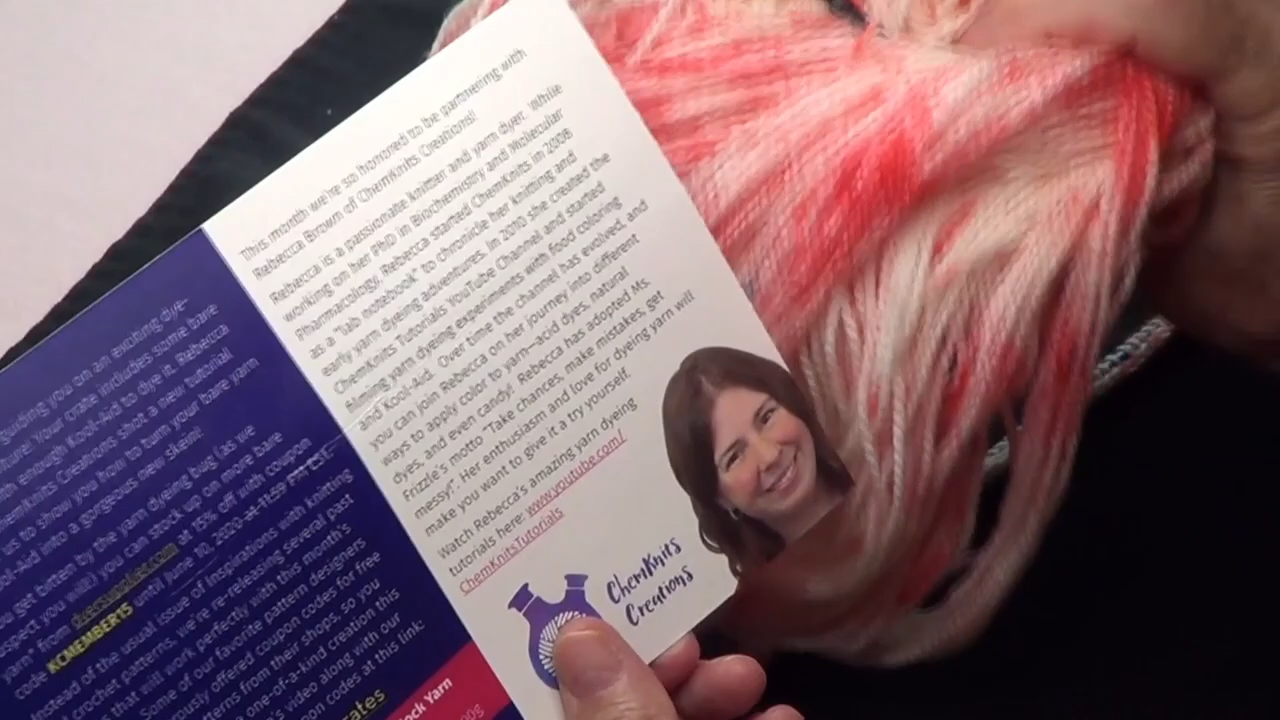 guiding you on an exciting dye-
Your crate includes some bare
enough Kool-Aid to dye it. Rebecca
ChemKnits Creations shot a new tutorial
us to show you how to turn your bare yarn
into a gorgeous new skein!
you get bitten by the yarn dyeing bug (as we
suspect you will) you can stock up on more bare
yarn* from at 15% off with coupon
code KCMEMBER15 until June 10, 2020 at 11:59 PM EST.
Instead of the usual issue of Inspirations with knitting
crochet patterns, we're re-releasing several past
that will work perfectly with this month's
Some of our favorite pattern designers
offered coupon codes for free
from their shops, so you
a one-of-a-kind creation this
video along with our
codes at this link:
This month we're so honored to be partnering with
Rebecca Brown of ChemKnits Creations!
Rebecca is a passionate knitter and yarn dyer. While
working on her PhD in Biochemistry and Molecular
Pharmacology, Rebecca started ChemKnits in 2008
as a "lab notebook" to chronicle her knitting and
early yarn dyeing adventures. In 2010 she created the
ChemKnits Tutorials YouTube Channel and started
filming yarn dyeing experiments with food coloring
and Kool-Aid. Over time the channel has evolved, and
you can join Rebecca on her journey into different
ways to apply color to yarn—acid dyes, natural
dyes, and even candy! Rebecca has adopted Ms.
Frizzle's motto "Take chances, make mistakes, get
messy!". Her enthusiasm and love for dyeing yarn will
make you want to give it a try yourself.
Watch Rebecca's amazing yarn dyeing
tutorials here: www.youtube.com/
ChemKnitsTutorials
ChemKnits
Creations
Yarn